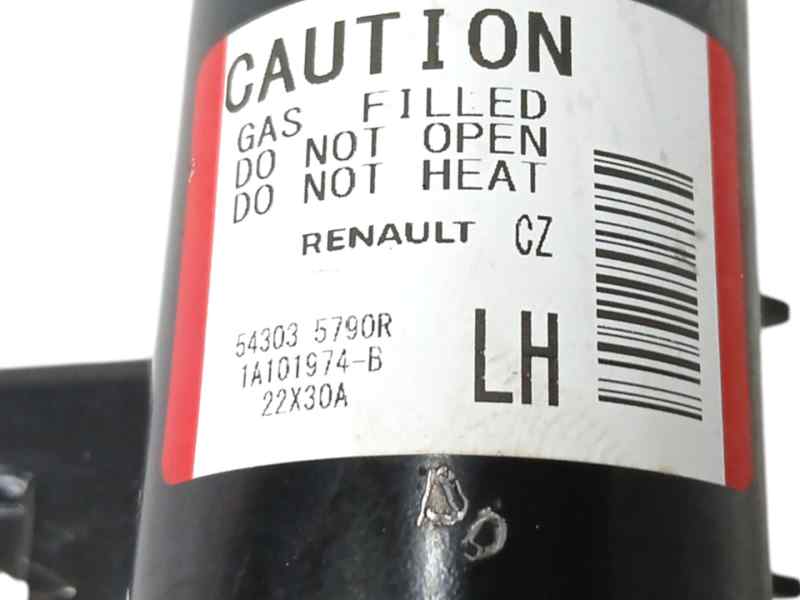 CAUTION
GAS FILLED
DO NOT OPEN
DO NOT HEAT
RENAULT CZ
54303 5790R
1A101974-B
22X30A
LH